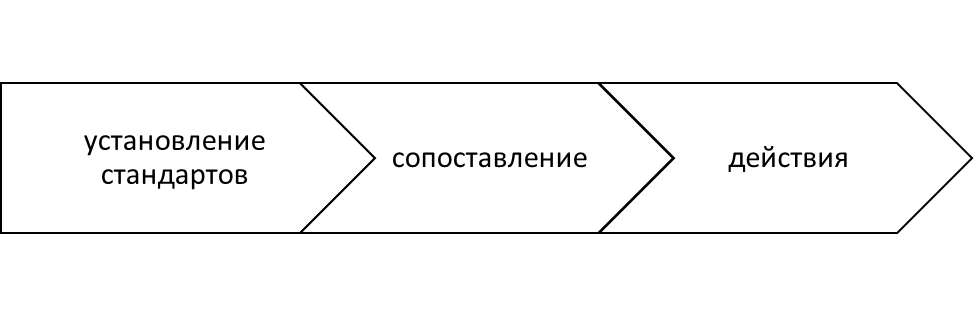 установление
стандартов
сопоставление
действия